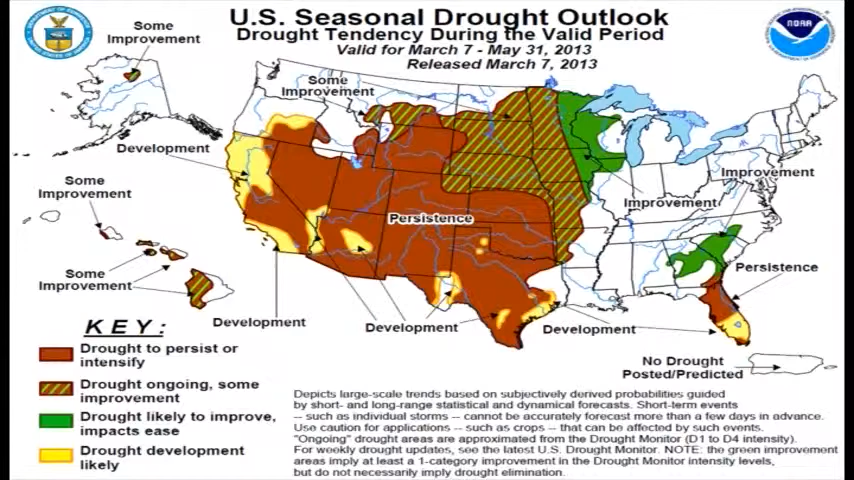 U.S. Seasonal Drought Outlook
Drought Tendency During the Valid Period
Valid for March 7 - May 31, 2013
Released March 7, 2013
NOAA
Some
Improvement
Some
Improvement
Development
Some
Improvement
Improvement
Improvement
Persistence
Persistence
Some
Improvement
Development
Development
Development
No Drought
Posted/Predicted
KEY:
Drought to persist or
intensify
Drought ongoing, some
improvement
Drought likely to improve,
impacts ease
Drought development
likely
Depicts large-scale trends based on subjectively derived probabilities guided
by short- and long-range statistical and dynamical forecasts. Short-term events
-- such as individual storms -- cannot be accurately forecast more than a few days in advance.
Use caution for applications -- such as crops -- that can be affected by such events.
"Ongoing" drought areas are approximated from the Drought Monitor (D1 to D4 intensity).
For weekly drought updates, see the latest U.S. Drought Monitor. NOTE: the green improvement
areas imply at least a 1-category improvement in the Drought Monitor intensity levels,
but do not necessarily imply drought elimination.